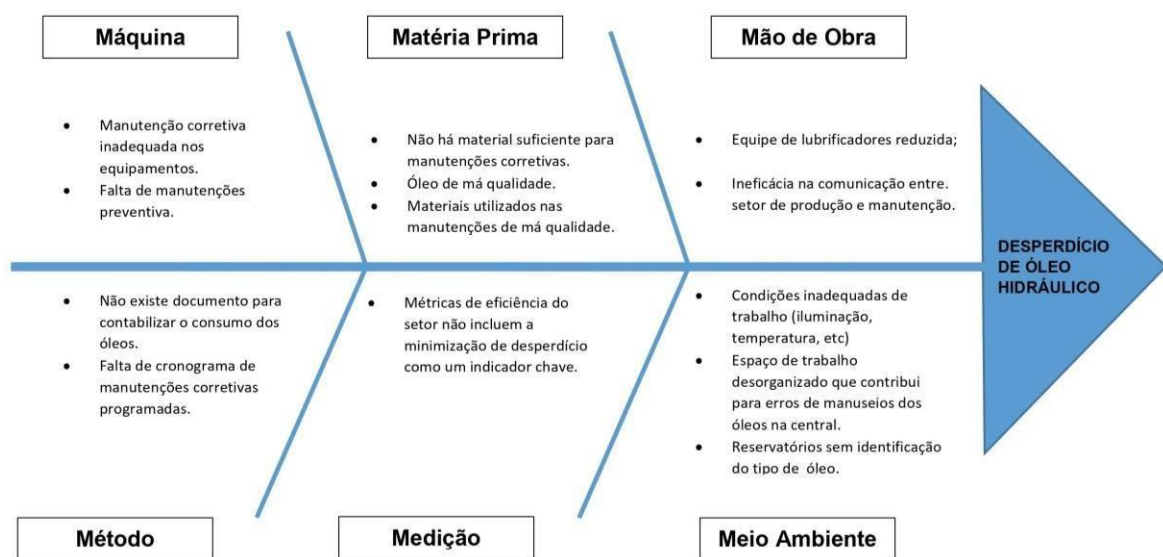 Máquina
Matéria Prima
Mão de Obra
Manutenção corretiva
inadequada nos
equipamentos.
Falta de manutenções
preventiva.
Não há material suficiente para
manutenções corretivas.
Óleo de má qualidade.
Materiais utilizados nas
manutenções de má qualidade.
Equipe de lubrificadores reduzida;
Ineficácia na comunicação entre.
setor de produção e manutenção.
DESPERDÍCIO
DE ÓLEO
HIDRÁULICO
Não existe documento para
contabilizar o consumo dos
óleos.
Falta de cronograma de
manutenções corretivas
programadas.
Métricas de eficiência do
setor não incluem a
minimização de desperdício
como um indicador chave.
Condições inadequadas de
trabalho (iluminação,
temperatura, etc)
Espaço de trabalho
desorganizado que contribui
para erros de manuseios dos
óleos na central.
Reservatórios sem identificação
do tipo de óleo.
Método
Medição
Meio Ambiente